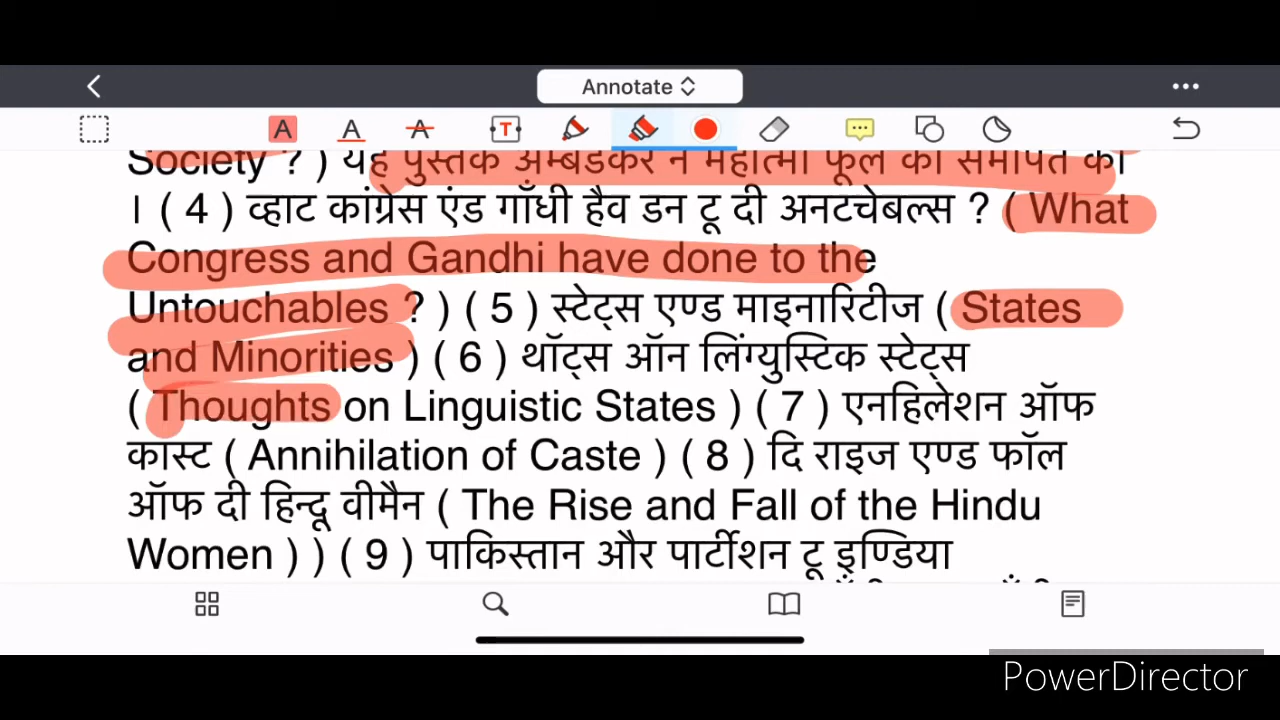 Annotate
A A A T
Society ? ) यह पुस्तक अम्बेडकर ने महात्मा फूले को समर्पित की
। ( 4 ) व्हाट कांग्रेस एंड गाँधी हैव डन टू दी अनटचेबल्स ? ( What
Congress and Gandhi have done to the
Untouchables ? ) ( 5 ) स्टेट्स एण्ड माइनारिटीज ( States
and Minorities ) ( 6 ) थॉट्स ऑन लिंग्युस्टिक स्टेट्स
( Thoughts on Linguistic States ) ( 7 ) एनहिलेशन ऑफ
कास्ट ( Annihilation of Caste ) ( 8 ) दि राइज एण्ड फॉल
ऑफ दी हिन्दू वीमैन ( The Rise and Fall of the Hindu
Women ) ) ( 9 ) पाकिस्तान और पार्टीशन टू इण्डिया
PowerDirector